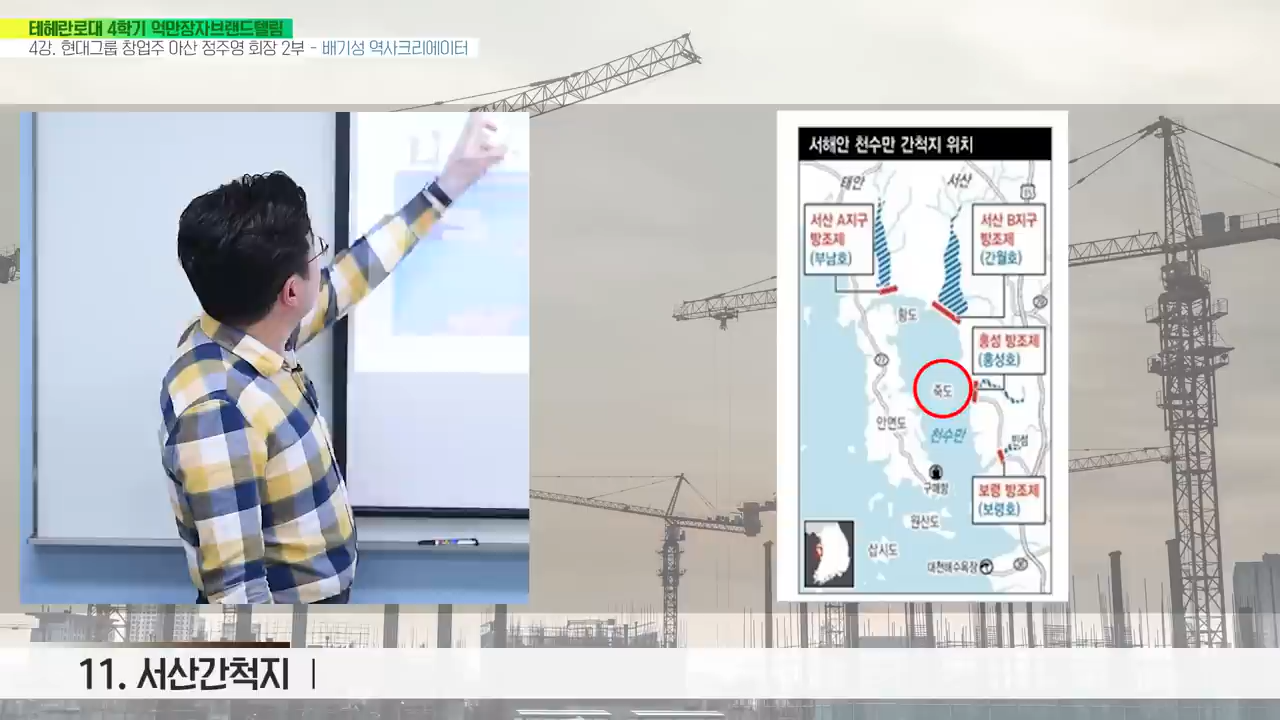 테헤란로대 4학기 억만장자브랜드텔링
4강. 현대그룹 창업주 아산 정주영 회장 2부 - 배기성 역사크리에이터
서해안 천수만 간척지 위치
태안
서산
서산 A지구
방조제
(부남호)
서산 B지구
방조제
(간월호)
황도
홍성 방조제
(홍성호)
죽도
안면도
천수만
빈섬
구매항
보령 방조제
(보령호)
원산도
삽시도
대천해수욕장
11. 서산간척지